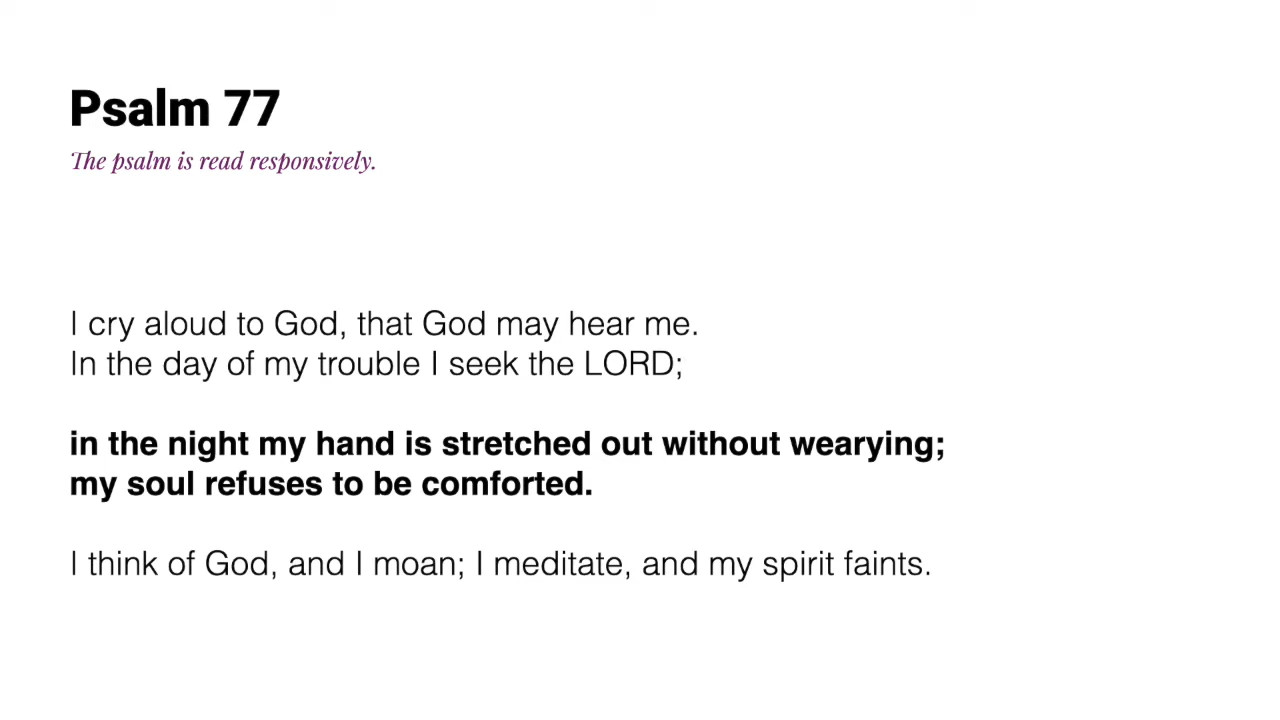 Psalm 77
The psalm is read responsively.
I cry aloud to God, that God may hear me.
In the day of my trouble I seek the LORD;
in the night my hand is stretched out without wearying;
my soul refuses to be comforted.
I think of God, and I moan; I meditate, and my spirit faints.